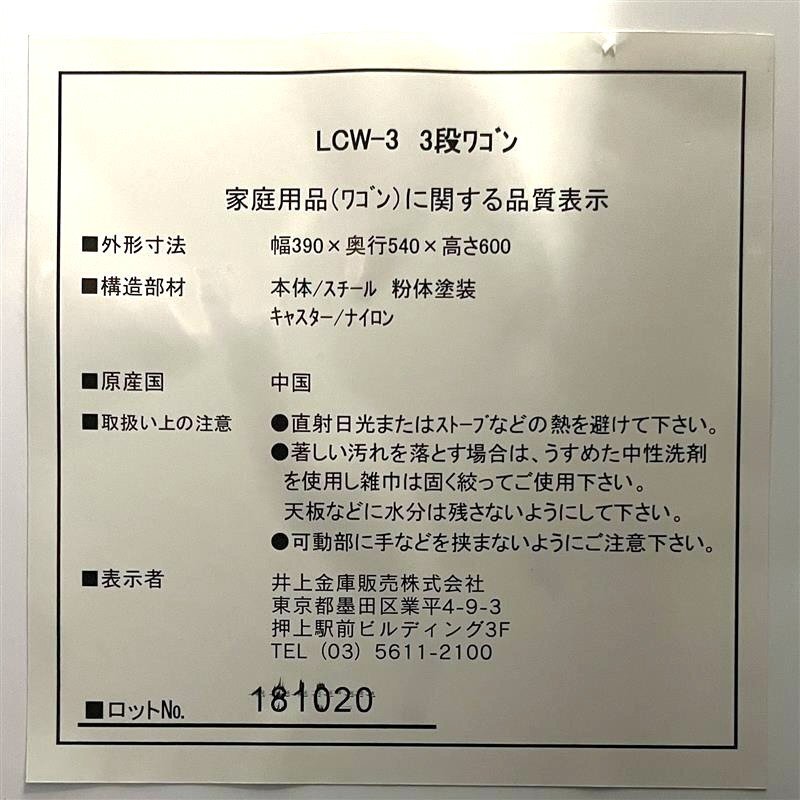 LCW-3 3段ﾜｺﾞﾝ
家庭用品(ﾜｺﾞﾝ)に関する品質表示
■外形寸法 幅390×奥行540×高さ600
■構造部材 本体/ｽﾁｰﾙ 粉体塗装
ｷｬｽﾀｰ/ﾅｲﾛﾝ
■原産国 中国
■取扱い上の注意 ●直射日光またはｽﾄｰﾌﾞなどの熱を避けて下さい。
●著しい汚れを落とす場合は、うすめた中性洗剤
を使用し雑巾は固く絞ってご使用下さい。
天板などに水分は残さないようにして下さい。
●可動部に手などを挟まないようにご注意下さい。
■表示者 井上金庫販売株式会社
東京都墨田区業平4-9-3
押上駅前ビルディング3F
TEL (03) 5611-2100
■ロットNo. 181020